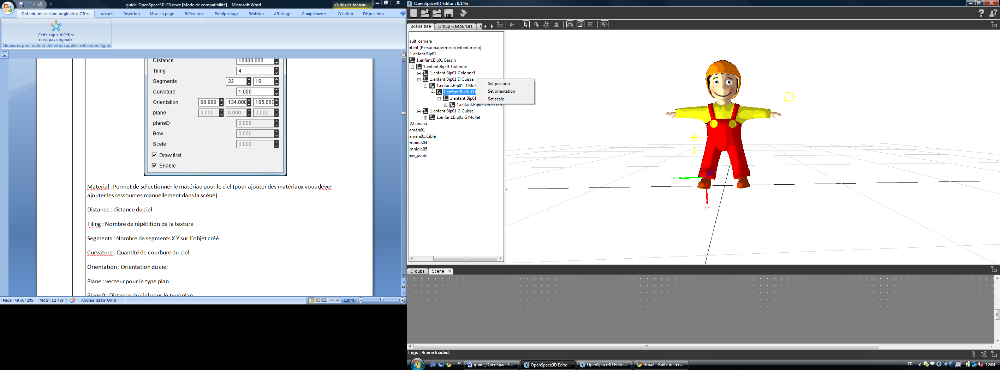 guide_OpenSpace3D_FR.docx [Mode de compatibilité] - Microsoft Word
Outils de tableau
Obtenir une version originale d'Office
Accueil
Insertion
Mise en page
Références
Publipostage
Révision
Affichage
Compléments
Création
Disposition
Cette copie d'Office
n'est pas originale.
Cliquez ici pour obtenir des infos supplémentaires en ligne.
Distance 10000.000
Tiling 4
Segments 32 16
Curvature 1.000
Orientation 60.998 134.000 165.000
plane 0.000 0.000 0.000
planeD 0.000
Bow 0.000
Scale 0.000
Draw first
Enable
Material : Permet de sélectionner le matériau pour le ciel (pour ajouter des matériaux vous dever
ajouter les ressources manuellement dans la scène)
Distance : distance du ciel
Tiling : Nombre de répétition de la texture
Segments : Nombre de segments X Y sur l'objet créé
Curvature : Quantité de courbure du ciel
Orientation : Orientation du ciel
Plane : vecteur pour le type plan
PlaneD : Distance du ciel pour le type plan
Page : 49 sur 205
Mots : 12 759
Anglais (États-Unis)
120 %
OpenSpace3D Editor : 0.1.9a
Scene tree
Group Resources
G
fault_camera
nfant (Personnage/mesh/enfant.mesh)
1.enfant.Bip01
1.enfant.Bip01 Bassin
1.enfant.Bip01 Colonne
1.enfant.Bip01 Colonne1
1.enfant.Bip01 D Cuisse
1.enfant.Bip01 D Mol
1.enfant.Bip01 D
1.enfant.Bip01
1.enfant.Bip01 Orteil D01
1.enfant.Bip01 G Cuisse
1.enfant.Bip01 G Mollet
2.banana
améra01
améra01.Cible
mnidir.04
mnidir.05
iew_point
Set position
Set orientation
Set scale
Groups
Scene
Logs : Scene loaded.
guide_OpenSpace3...
OpenSpace3D Edito...
OpenSpace3D Edito...
Gmail - Boîte de réc...
FR
12:04